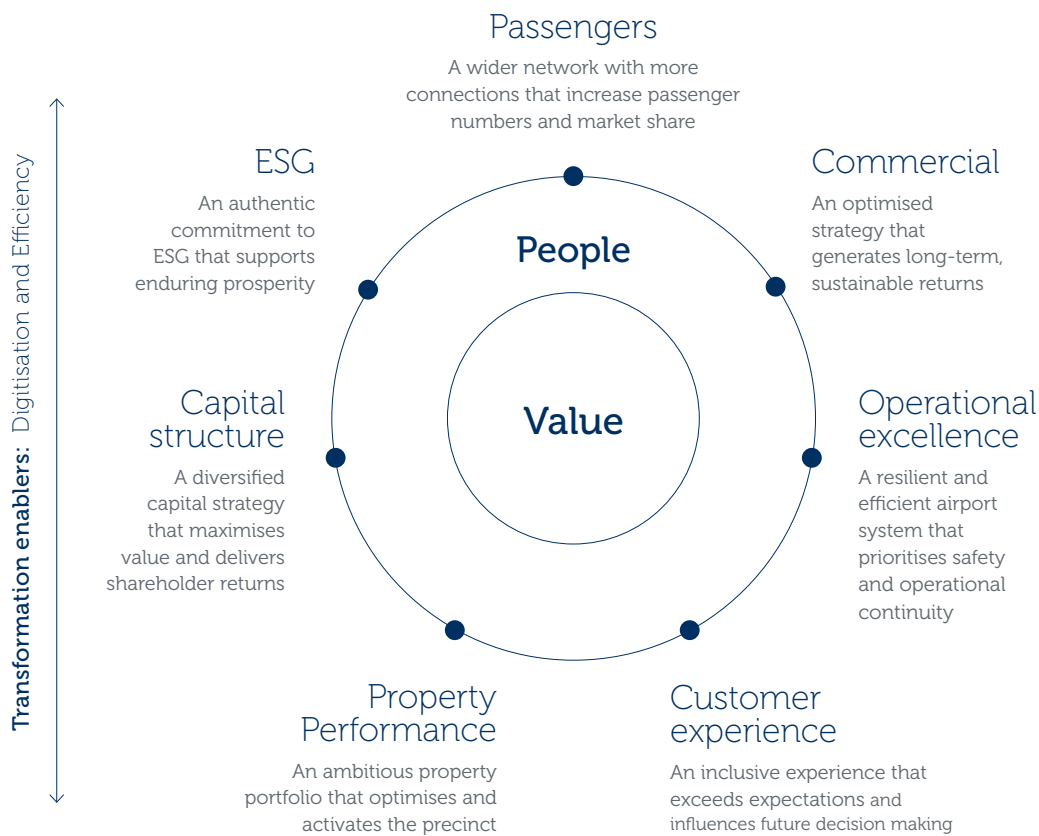 Passengers
A wider network with more
connections that increase passenger
numbers and market share
ESG
An authentic
commitment to
ESG that supports
enduring prosperity
Commercial
An optimised
strategy that
generates long-term,
sustainable returns
People
Value
Capital
structure
A diversified
capital strategy
that maximises
value and delivers
shareholder returns
Operational
excellence
A resilient and
efficient airport
system that
prioritises safety
and operational
continuity
Property
Performance
An ambitious property
portfolio that optimises and
activates the precinct
Customer
experience
An inclusive experience that
exceeds expectations and
influences future decision making
Transformation enablers: Digitisation and Efficiency